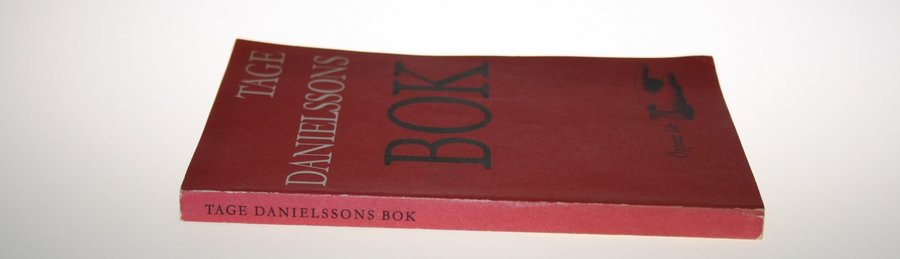 TAGE
DANIELSSONS
BOK
TAGE DANIELSSONS BOK